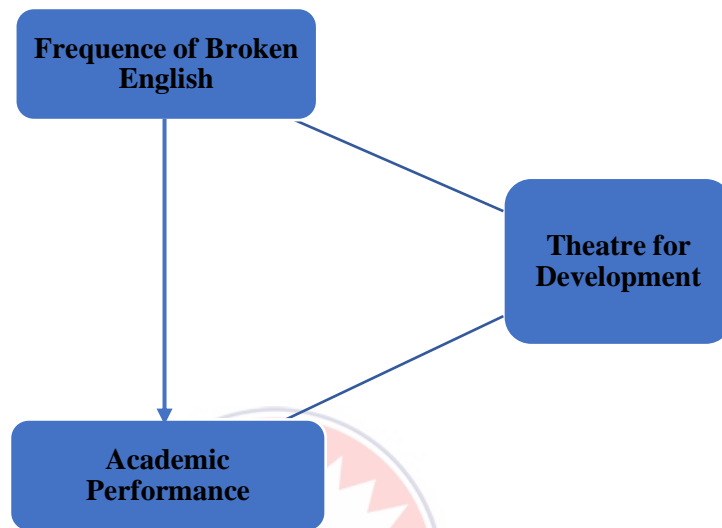 Frequence of Broken
English
Theatre for
Development
Academic
Performance